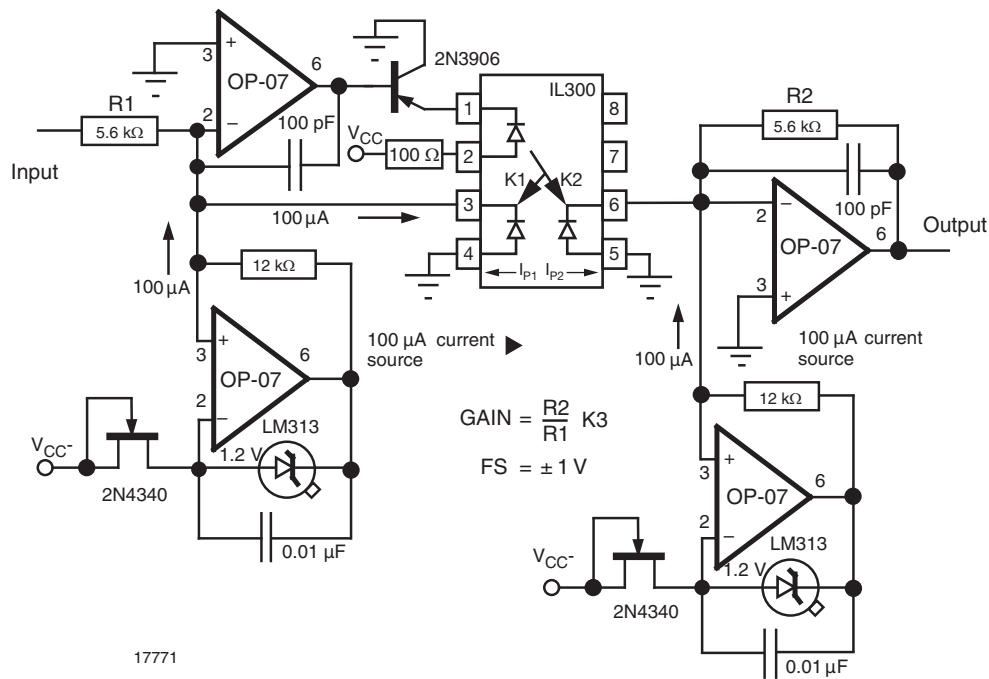 3
+
6
OP-07
2
–
R1
5.6 kΩ
Input
100 pF
2N3906
V CC
100 Ω
IL300
1
2
3
4
8
7
6
5
K1
K2
I P1
I P2
100 µA
100 µA
12 kΩ
3
+
6
OP-07
2
–
100 µA current
source
V CC-
2N4340
1.2 V
LM313
0.01 µF
GAIN = R2 / R1 K3
FS = ± 1 V
R2
5.6 kΩ
100 pF
2
–
6
OP-07
3
+
Output
100 µA
100 µA current
source
12 kΩ
3
+
6
OP-07
2
–
V CC-
2N4340
1.2 V
LM313
0.01 µF
17771